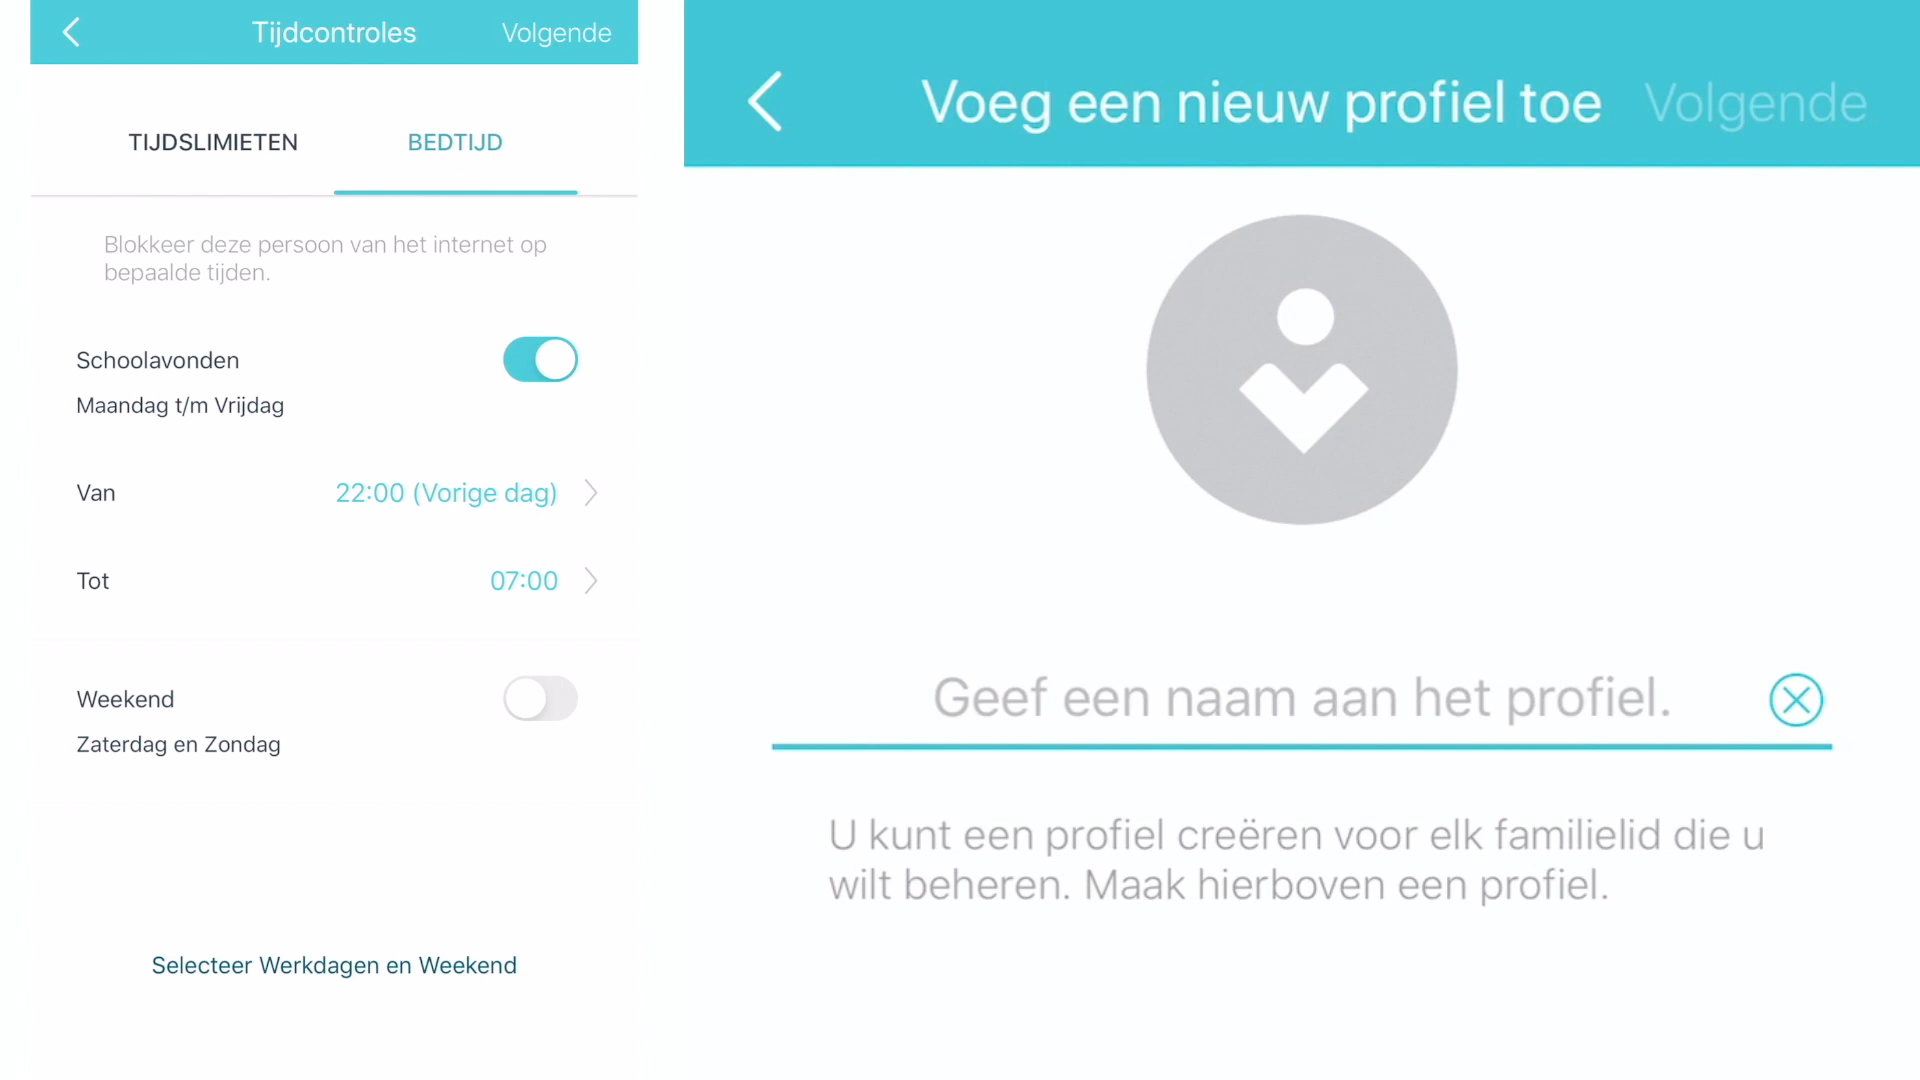 Tijdcontroles
Volgende
TIJDSLIMIETEN
BEDTIJD
Blokkeer deze persoon van het internet op
bepaalde tijden.
Schoolavonden
Maandag t/m Vrijdag
Van
22:00 (Vorige dag)
Tot
07:00
Weekend
Zaterdag en Zondag
Selecteer Werkdagen en Weekend
Voeg een nieuw profiel toe
Volgende
Geef een naam aan het profiel.
U kunt een profiel creëren voor elk familielid die u
wilt beheren. Maak hierboven een profiel.